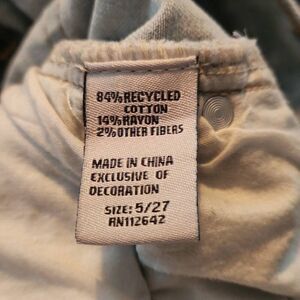 84%RECYCLED
COTTON
14%RAYON
2%OTHER FIBERS
MADE IN CHINA
EXCLUSIVE OF
DECORATION
SIZE: 5/27
RN112642